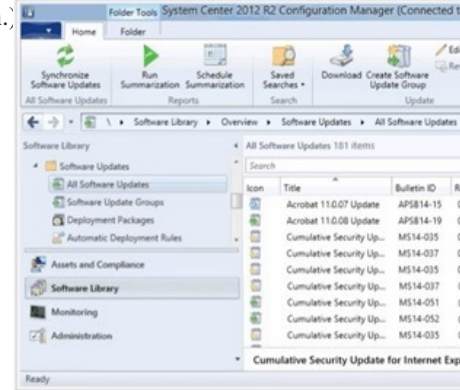 .)
Folder Tools System Center 2012 R2 Configuration Manager (Connected t
Home Folder
Synchronize Software Updates
Run Summarization
Schedule Summarization
Saved Searches
Download
Create Software Update Group
Edi
All Software Updates Reports Search Update
\ Software Library Overview Software Updates All Software Updates
Software Library
Software Updates
All Software Updates
Software Update Groups
Deployment Packages
Automatic Deployment Rules
Assets and Compliance
Software Library
Monitoring
Administration
All Software Updates 181 items
Search
Icon Title Bulletin ID R
Acrobat 11.0.07 Update APSB14-15
Acrobat 11.0.08 Update APSB14-19
Cumulative Security Up... MS14-035
Cumulative Security Up... MS14-037
Cumulative Security Up... MS14-035
Cumulative Security Up... MS14-037
Cumulative Security Up... MS14-051
Cumulative Security Up... MS14-052
Cumulative Security Up... MS14-035
Cumulative Security Update for Internet Exp
Ready